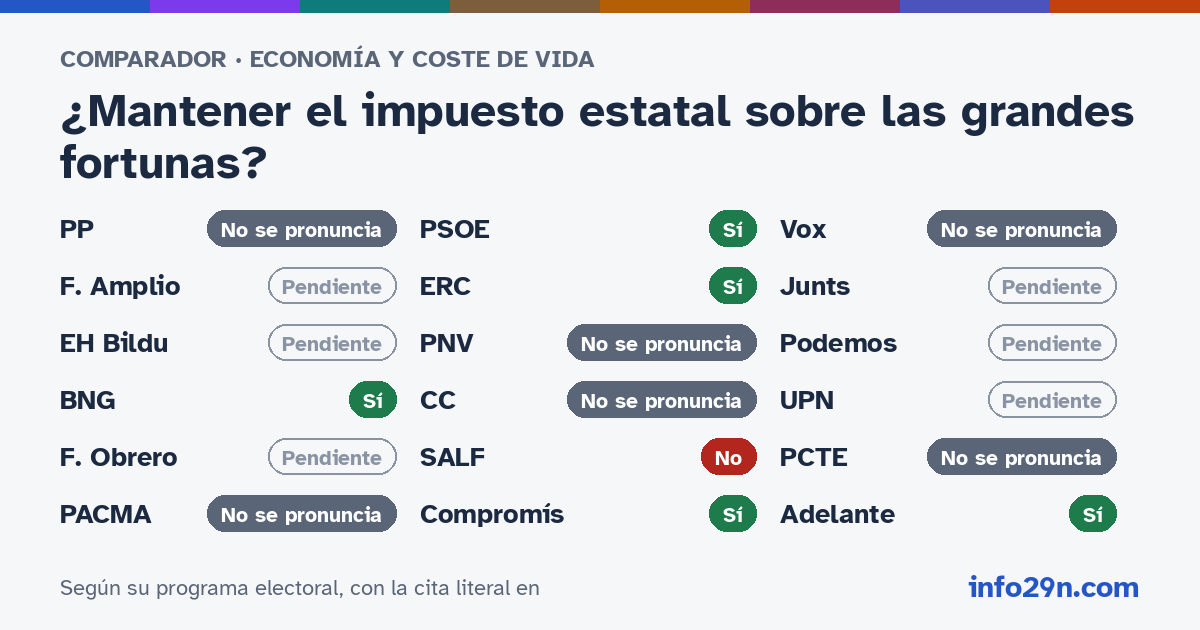 COMPARADOR · ECONOMÍA Y COSTE DE VIDA
¿Mantener el impuesto estatal sobre las grandes
fortunas?
PP No se pronuncia PSOE Sí Vox No se pronuncia
F. Amplio Pendiente ERC Sí Junts Pendiente
EH Bildu Pendiente PNV No se pronuncia Podemos Pendiente
BNG Sí CC No se pronuncia UPN Pendiente
F. Obrero Pendiente SALF No PCTE No se pronuncia
PACMA No se pronuncia Compromís Sí Adelante Sí
Según su programa electoral, con la cita literal en info29n.com